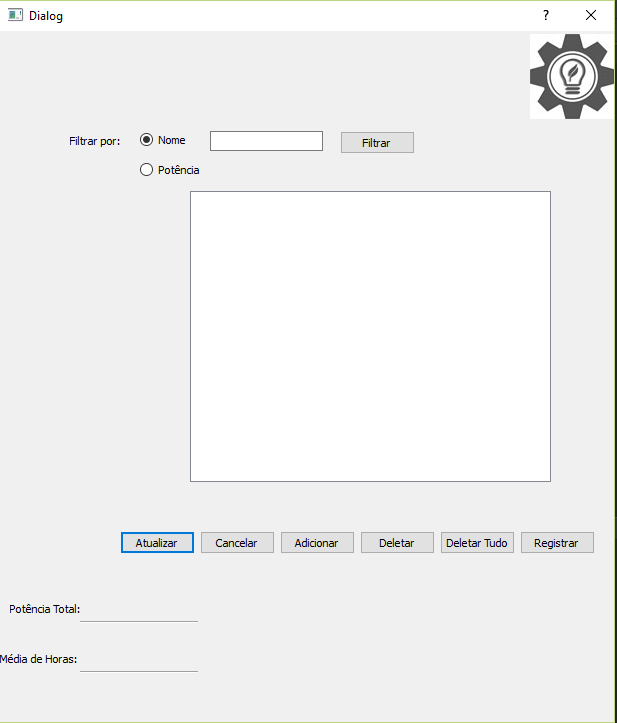 Dialog ?
Filtrar por: Nome Filtrar
Potência
Atualizar Cancelar Adicionar Deletar Deletar Tudo Registrar
Potência Total:
Média de Horas: